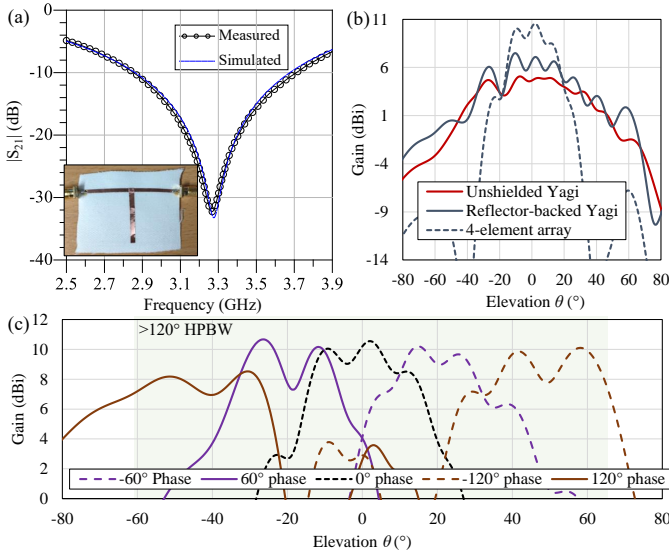 (a)
|S21| (dB)
0
-10
-20
-30
-40
Measured
Simulated
2.5 2.7 2.9 3.1 3.3 3.5 3.7 3.9
Frequency (GHz)
(b)
Gain (dBi)
11
6
1
-4
-9
-14
Unshielded Yagi
Reflector-backed Yagi
4-element array
-80 -60 -40 -20 0 20 40 60 80
Elevation θ (°)
(c)
Gain (dBi)
12
10
8
6
4
2
0
>120° HPBW
-60° Phase 60° phase 0° phase -120° phase 120° phase
-80 -60 -40 -20 0 20 40 60 80
Elevation θ (°)